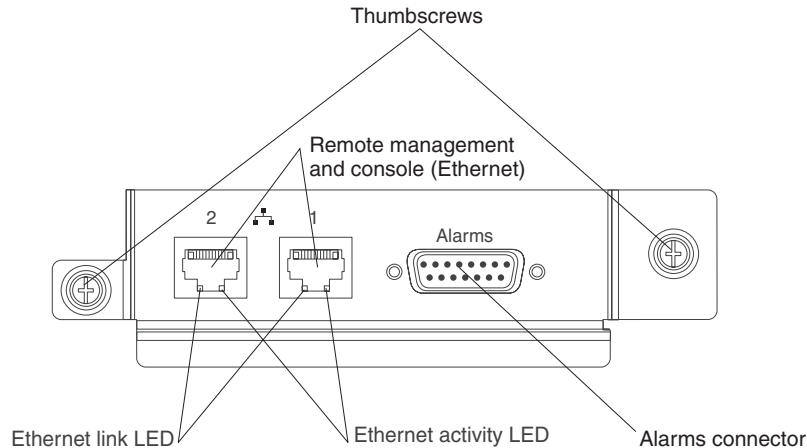 Thumbscrews
Remote management
and console (Ethernet)
2
1
Alarms
Ethernet link LED
Ethernet activity LED
Alarms connector